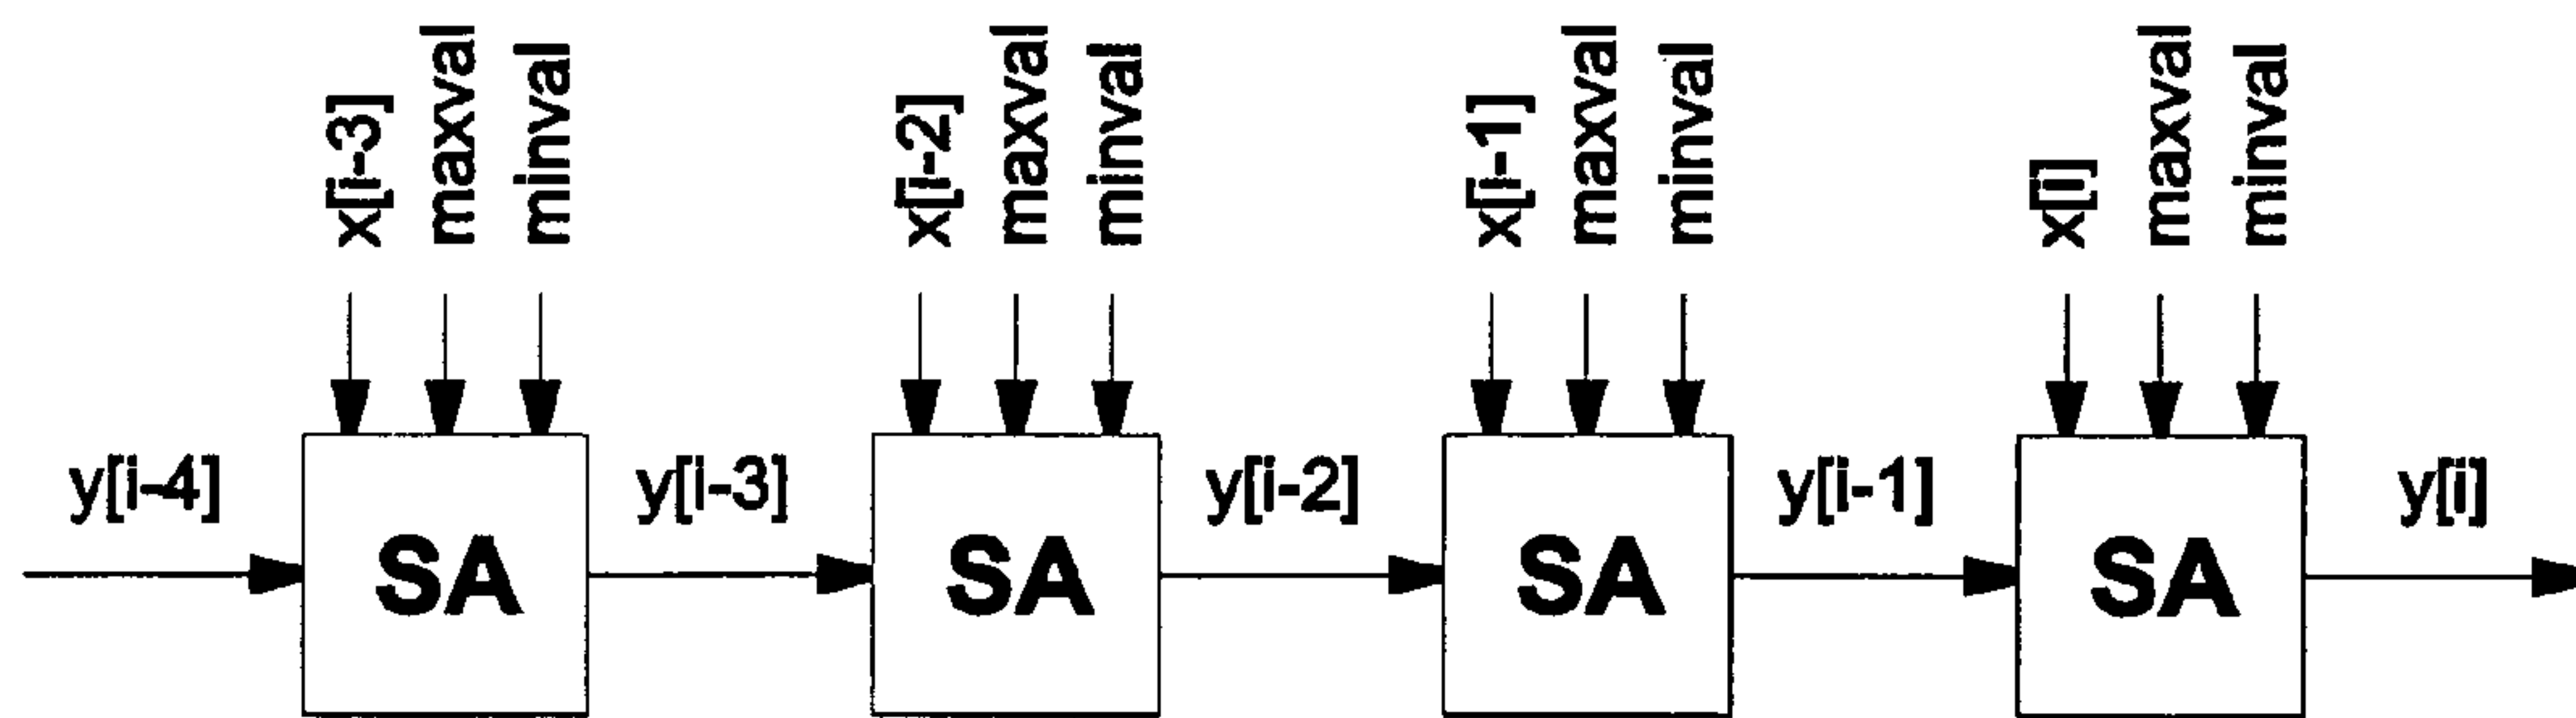 x[i-3] maxval minval
x[i-2] maxval minval
x[i-1] maxval minval
x[i] maxval minval
y[i-4] y[i-3] y[i-2] y[i-1] y[i]
SA SA SA SA